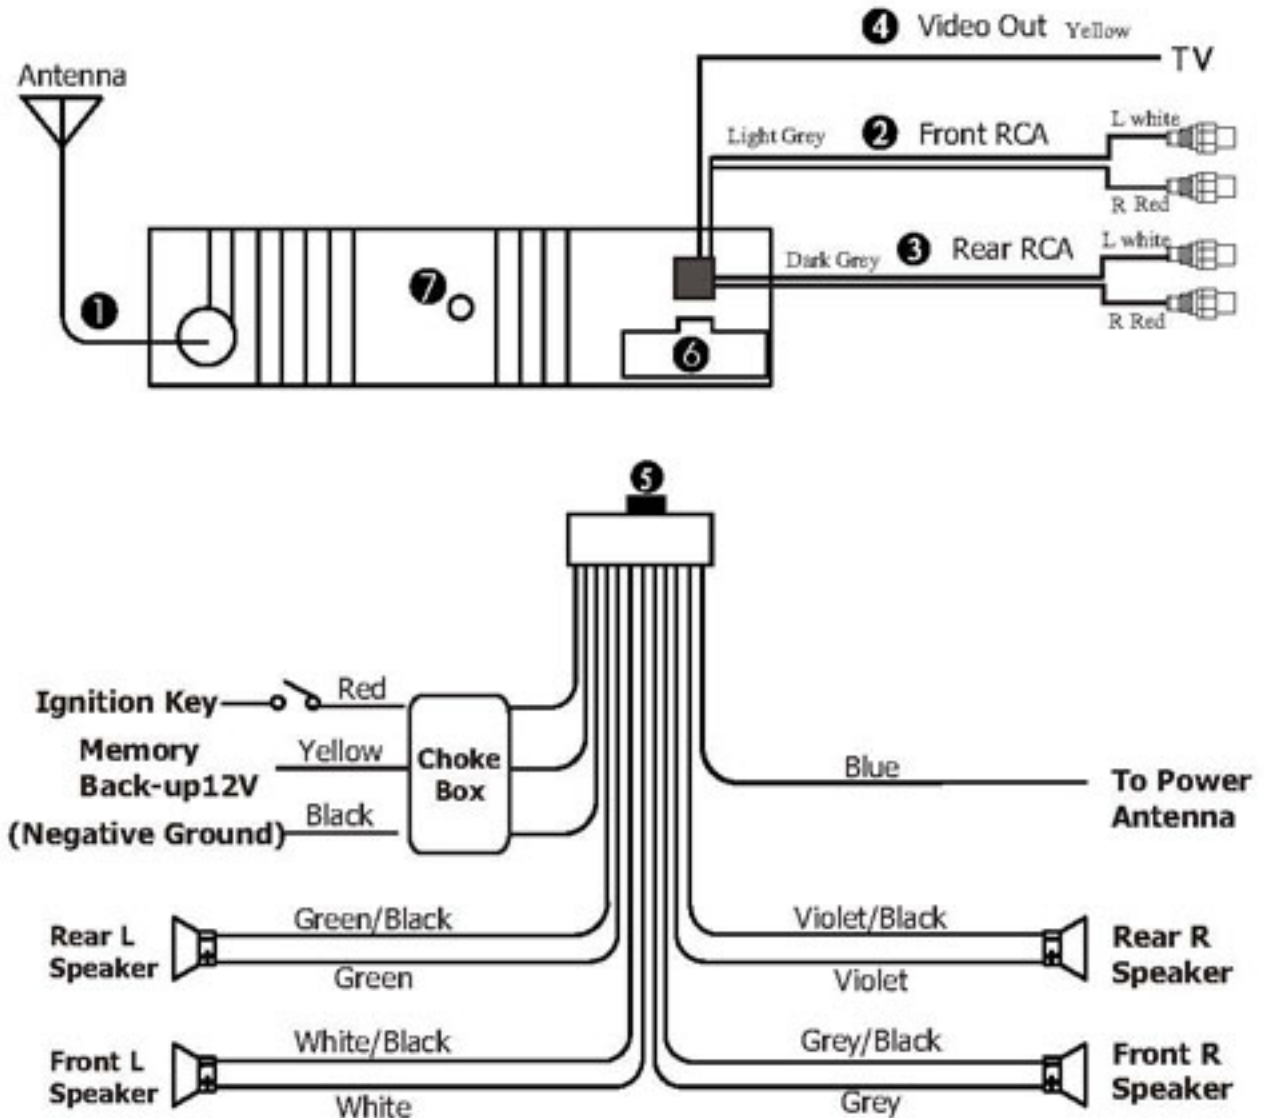 4 Video Out Yellow
TV
Antenna
L white
Light Grey 2 Front RCA
R Red
L white
Dark Grey 3 Rear RCA
R Red
7
1
6
5
Ignition Key Red
Memory
Back-up12V
Yellow
Choke
Box
(Negative Ground) Black
Blue
To Power
Antenna
Rear L
Speaker
Green/Black
Green
Violet/Black
Violet
Rear R
Speaker
Front L
Speaker
White/Black
White
Grey/Black
Grey
Front R
Speaker